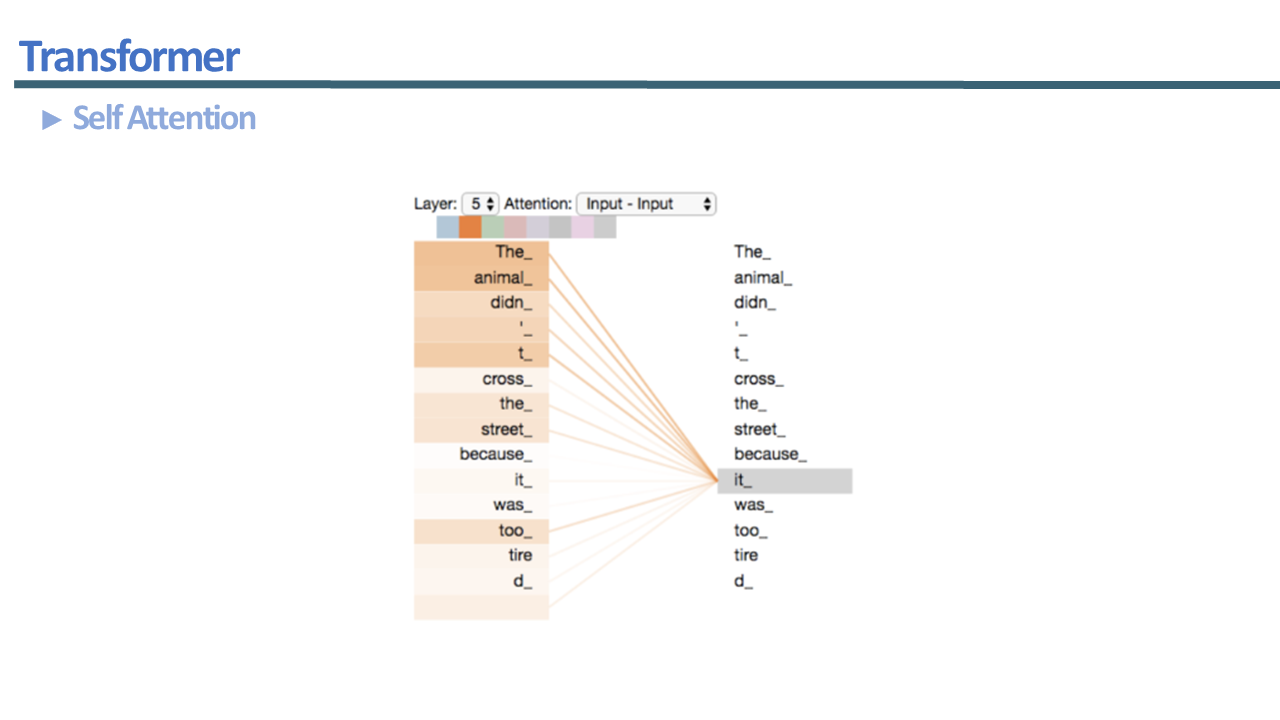 Transformer
► Self Attention
Layer: 5 Attention: Input - Input
The_ The_
animal_ animal_
didn_ didn_
'_ '_
t_ t_
cross_ cross_
the_ the_
street_ street_
because_ because_
it_ it_
was_ was_
too_ too_
tire tire
d_ d_